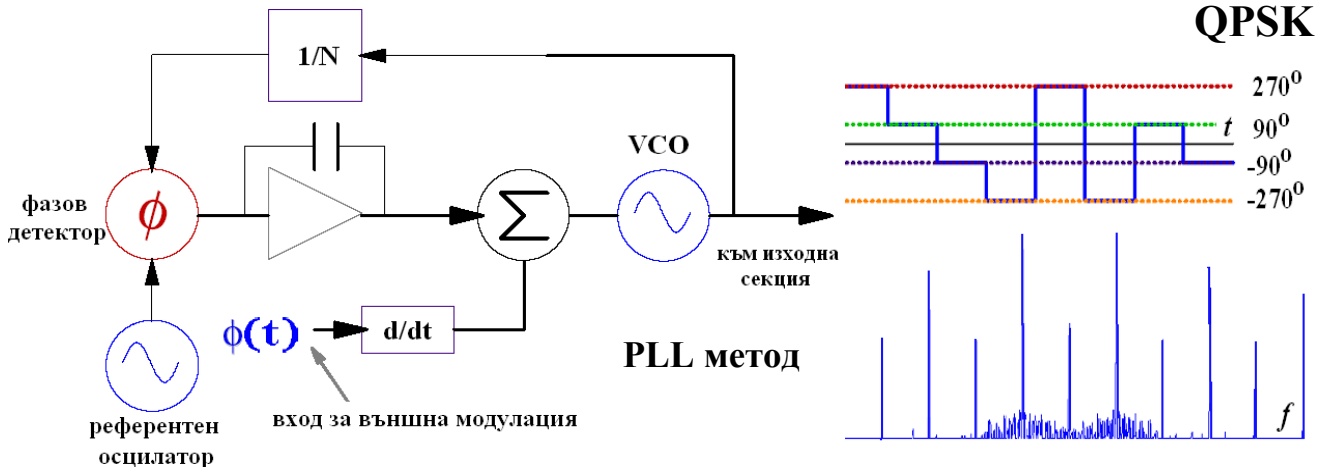 QPSK
1/N
VCO
фазов
детектор
ϕ
Σ
към изходна
секция
270⁰
t
90⁰
-90⁰
-270⁰
ϕ(t)
d/dt
PLL метод
вход за външна модулация
референтен
осцилатор
f